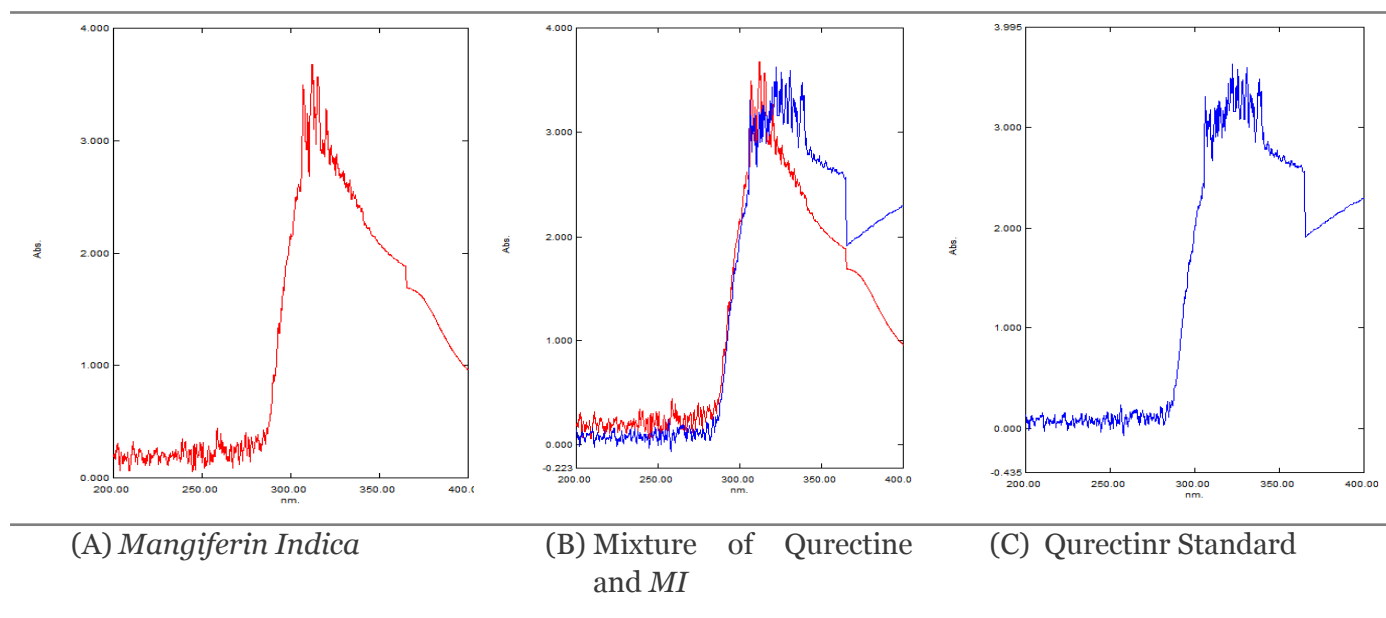 4.000
3.000
2.000
1.000
0.000
Abs.
200.00 250.00 300.00 350.00 400.0
nm.
4.000
3.000
2.000
1.000
0.000
-0.223
Abs.
200.00 250.00 300.00 350.00 400.00
nm.
3.995
3.000
2.000
1.000
0.000
-0.435
Abs.
200.00 250.00 300.00 350.00 400.00
nm.
(A) Mangiferin Indica
(B) Mixture of Qurectine
and MI
(C) Qurectinr Standard